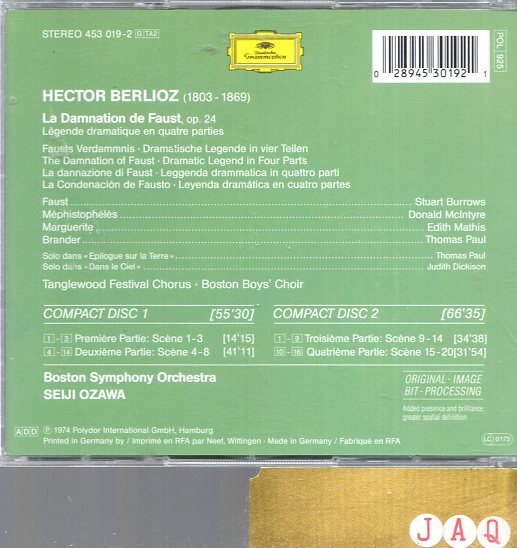 STEREO 453 019-2 G TA2
Deutsche Grammophon
0 28945 30192 1
POL 925
HECTOR BERLIOZ (1803-1869)
La Damnation de Faust, op. 24
Légende dramatique en quatre parties
Fausts Verdammnis · Dramatische Legende in vier Teilen
The Damnation of Faust · Dramatic Legend in Four Parts
La dannazione di Faust · Leggenda drammatica in quattro parti
La Condenación de Fausto · Leyenda dramática en cuatro partes
Faust Stuart Burrows
Méphistophélès Donald McIntyre
Marguerite Edith Mathis
Brander Thomas Paul
Solo dans «Epilogue sur la Terre» Thomas Paul
Solo dans «Dans le Ciel» Judith Dickison
Tanglewood Festival Chorus · Boston Boys' Choir
COMPACT DISC 1 [55'30]
1 - 3 Première Partie: Scène 1-3 [14'15]
4 - 14 Deuxième Partie: Scène 4-8 [41'11]
COMPACT DISC 2 [66'35]
1 - 9 Troisième Partie: Scène 9-14 [34'38]
10 - 16 Quatrième Partie: Scène 15-20 [31'54]
Boston Symphony Orchestra
SEIJI OZAWA
ORIGINAL-IMAGE
BIT-PROCESSING
Added presence and brilliance,
greater spatial definition
ADD ℗ 1974 Polydor International GmbH, Hamburg
Printed in Germany by / Imprimé en RFA par Neef, Wittingen · Made in Germany / Fabriqué en RFA
LC 0173
JAQ